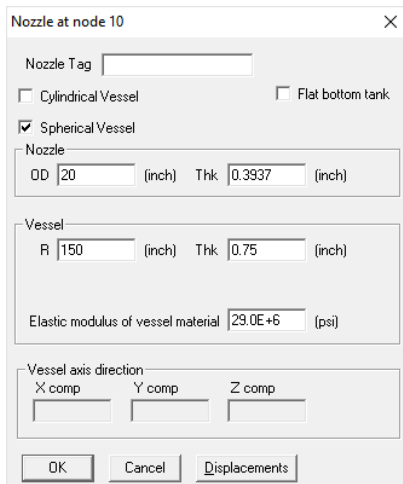 Nozzle at node 10
Nozzle Tag
Cylindrical Vessel Flat bottom tank
Spherical Vessel
Nozzle
OD 20 (inch) Thk 0.3937 (inch)
Vessel
R 150 (inch) Thk 0.75 (inch)
Elastic modulus of vessel material 29.0E+6 (psi)
Vessel axis direction
X comp Y comp Z comp
OK Cancel Displacements